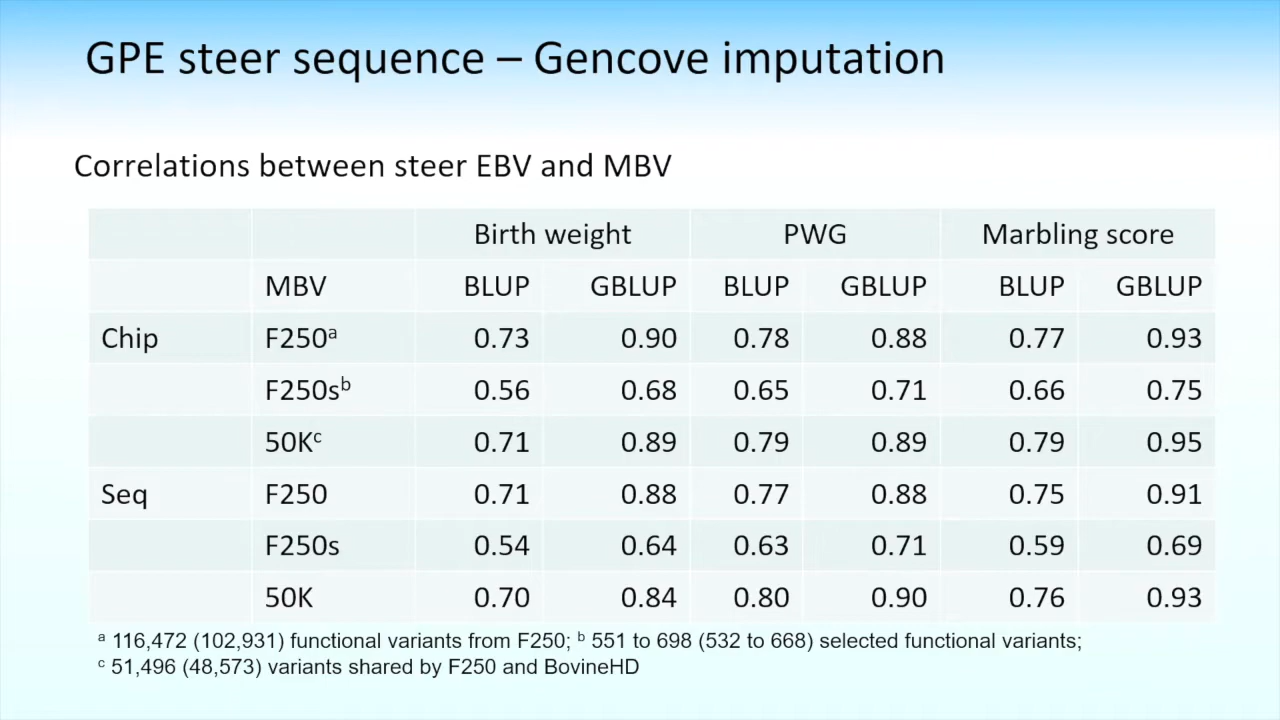 GPE steer sequence – Gencove imputation
Correlations between steer EBV and MBV
Birth weight PWG Marbling score
MBV BLUP GBLUP BLUP GBLUP BLUP GBLUP
Chip F250ᵃ 0.73 0.90 0.78 0.88 0.77 0.93
F250sᵇ 0.56 0.68 0.65 0.71 0.66 0.75
50Kᶜ 0.71 0.89 0.79 0.89 0.79 0.95
Seq F250 0.71 0.88 0.77 0.88 0.75 0.91
F250s 0.54 0.64 0.63 0.71 0.59 0.69
50K 0.70 0.84 0.80 0.90 0.76 0.93
ᵃ 116,472 (102,931) functional variants from F250; ᵇ 551 to 698 (532 to 668) selected functional variants;
ᶜ 51,496 (48,573) variants shared by F250 and BovineHD